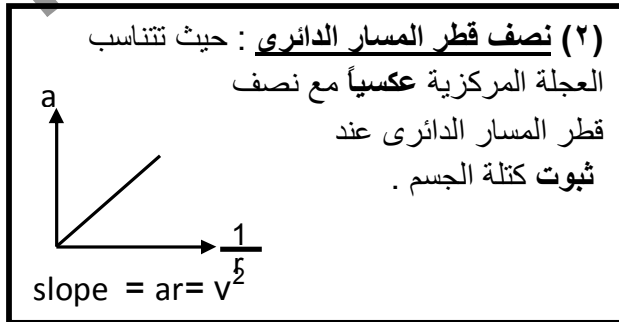 (٢) نصف قطر المسار الدائرى : حيث تتناسب
العجلة المركزية عكسياً مع نصف
قطر المسار الدائرى عند
ثبوت كتلة الجسم .
a
1
r
slope = ar= v²